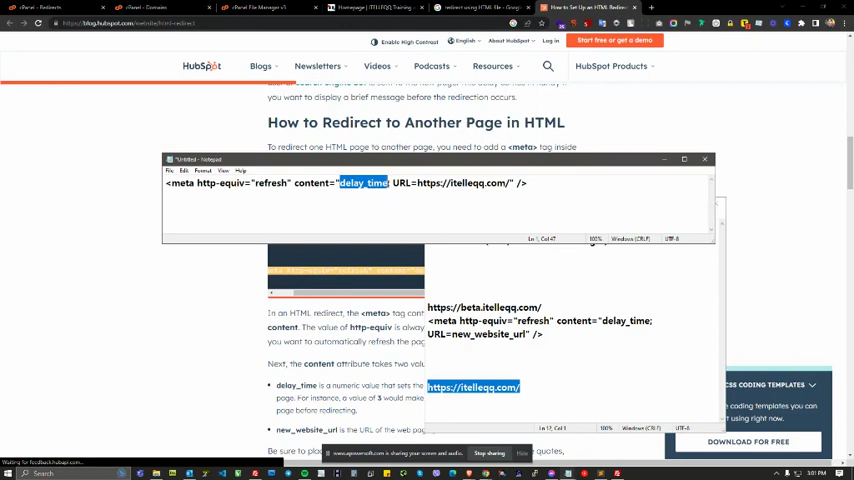 cPanel - Redirects
cPanel - Domains
cPanel File Manager v3
Homepage | ITELLEQQ Training -
redirect using HTML file - Google
How to Set Up an HTML Redirect
https://blog.hubspot.com/website/html-redirect
Enable High Contrast
English
About HubSpot
Log in
Start free or get a demo
HubSpot
Blogs
Newsletters
Videos
Podcasts
Resources
HubSpot Products
you want to display a brief message before the redirection occurs.
How to Redirect to Another Page in HTML
To redirect one HTML page to another page, you need to add a <meta> tag inside
*Untitled - Notepad
File Edit Format View Help
<meta http-equiv="refresh" content="delay_time; URL=https://itelleqq.com/" />
Ln 1, Col 47
100%
Windows (CRLF)
UTF-8
meta http-equiv="refresh" content="de
https://beta.itelleqq.com/
<meta http-equiv="refresh" content="delay_time;
URL=new_website_url" />
https://itelleqq.com/
Ln 12, Col 1
100%
Windows (CRLF)
UTF-8
In an HTML redirect, the <meta> tag cont
content. The value of http-equiv is alway
you want to automatically refresh the pag
Next, the content attribute takes two valu
• delay_time is a numeric value that sets the
page. For instance, a value of 3 would make
page before redirecting.
• new_website_url is the URL of the web pag
Be sure to plac
quotes,
CSS CODING TEMPLATES
coding templates you can
t using right now.
DOWNLOAD FOR FREE
www.apowersoft.com is sharing your screen and audio.
Stop sharing
Hide
Waiting for feedback.hubapi.com...
Search
3:01 PM